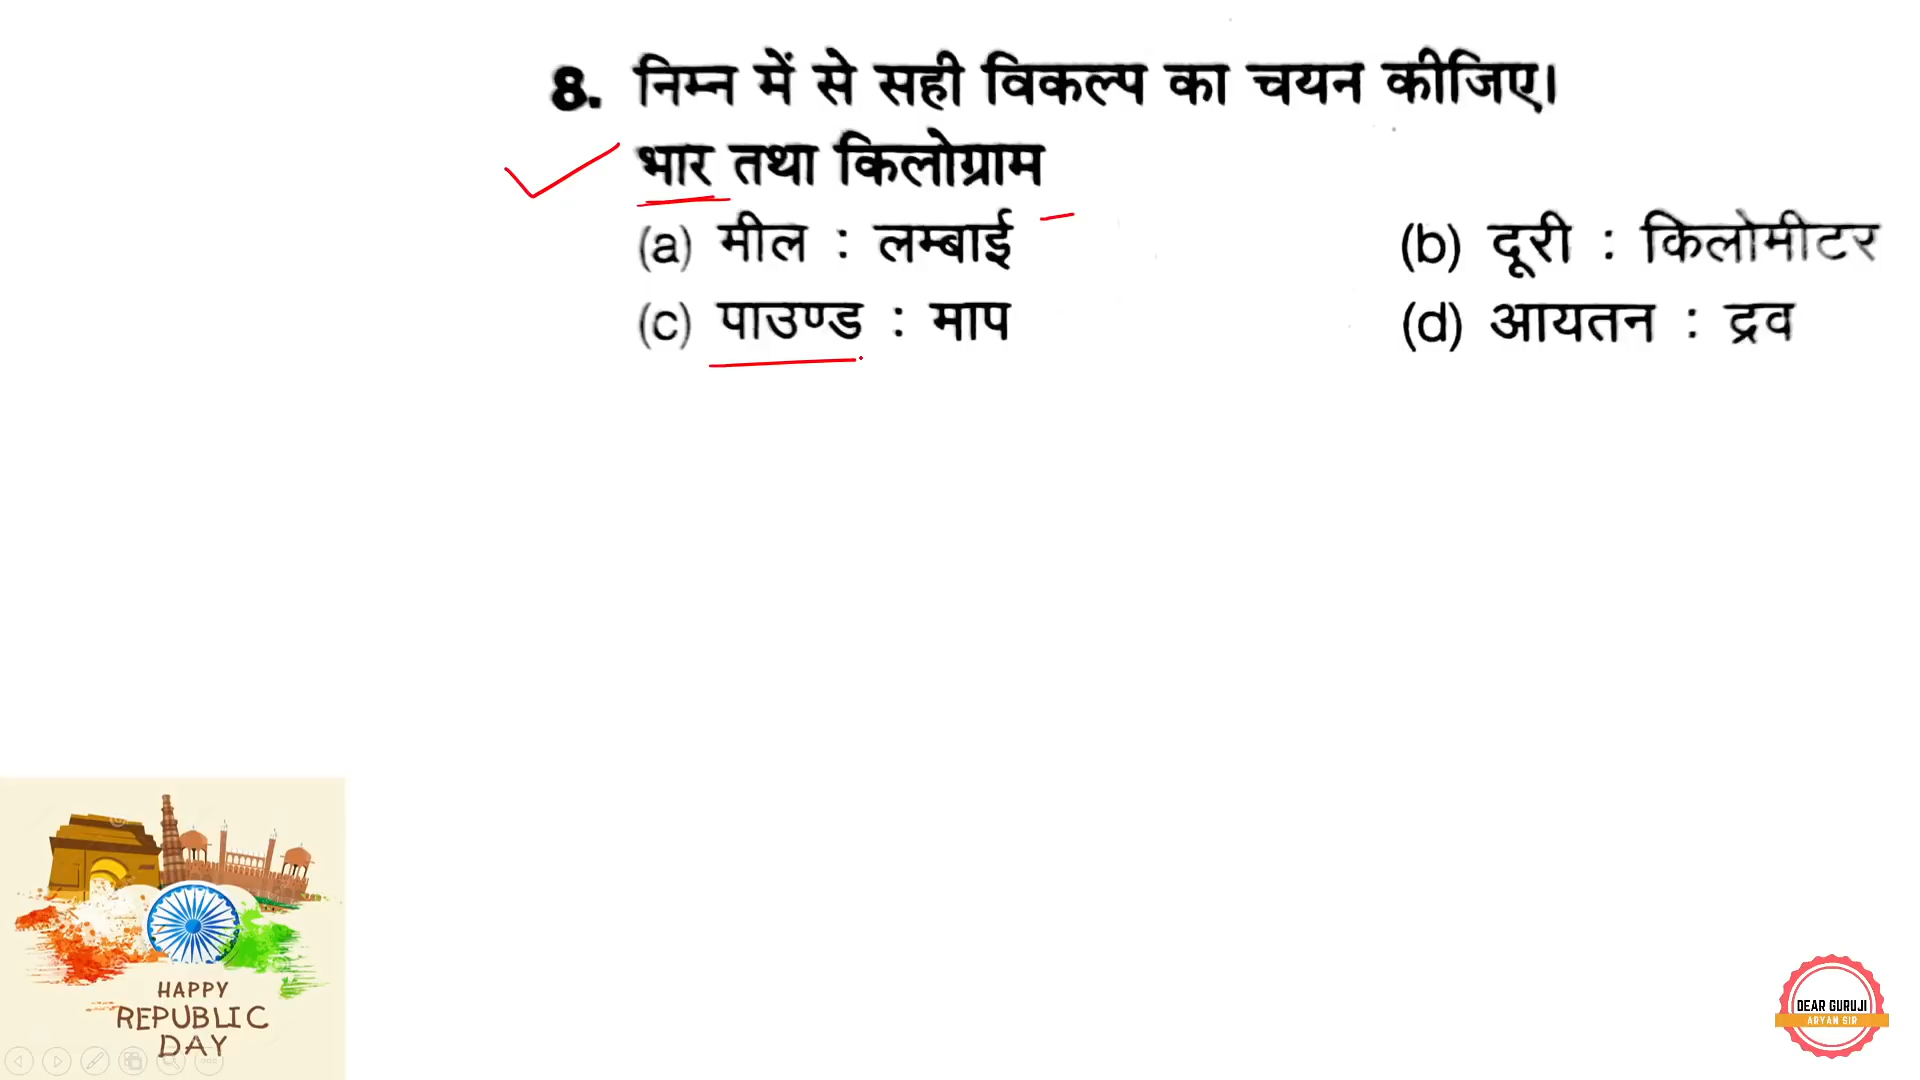 8. निम्न में से सही विकल्प का चयन कीजिए।
भार तथा किलोग्राम
(a) मील : लम्बाई (b) दूरी : किलोमीटर
(c) पाउण्ड : माप (d) आयतन : द्रव
HAPPY
REPUBLIC
DAY
DEAR GURUJI
ARYAN SIR